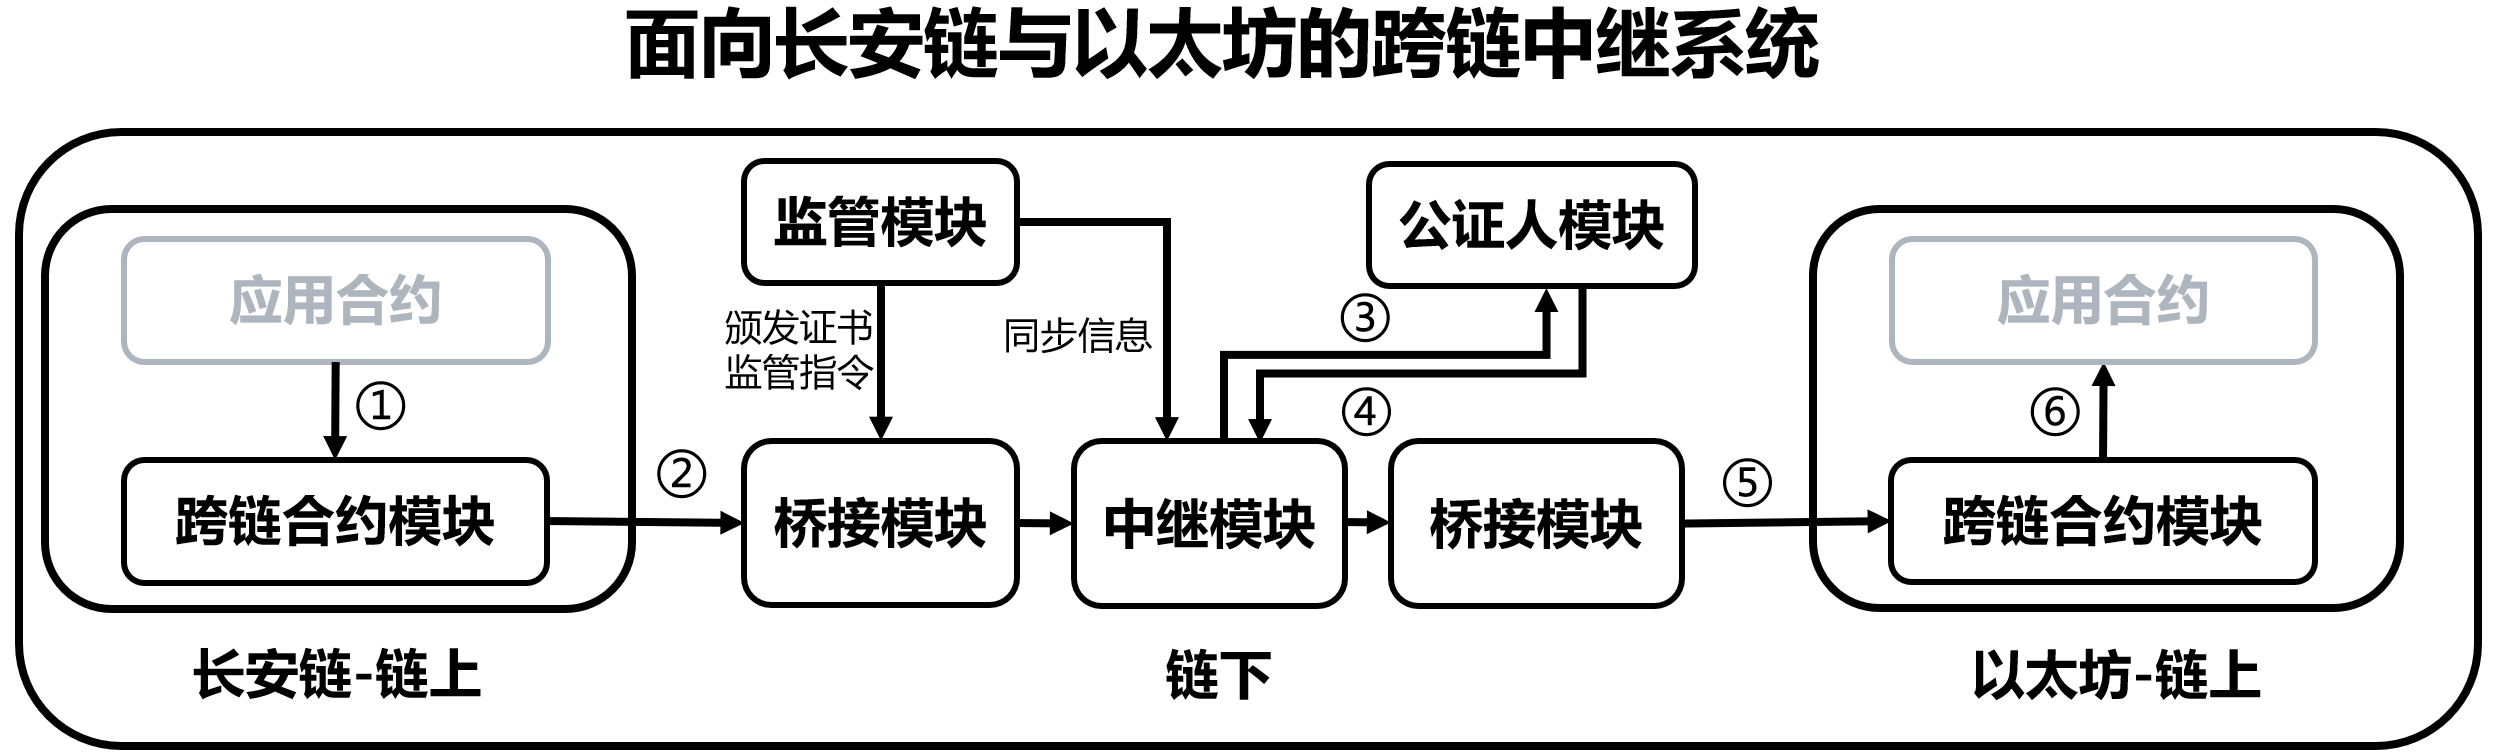 面向长安链与以太坊的跨链中继系统
监管模块
公证人模块
应用合约
应用合约
颁发证书
监管指令
同步信息
③
①
④
⑥
②
⑤
跨链合约模块
桥接模块
中继模块
桥接模块
跨链合约模块
长安链-链上
链下
以太坊-链上